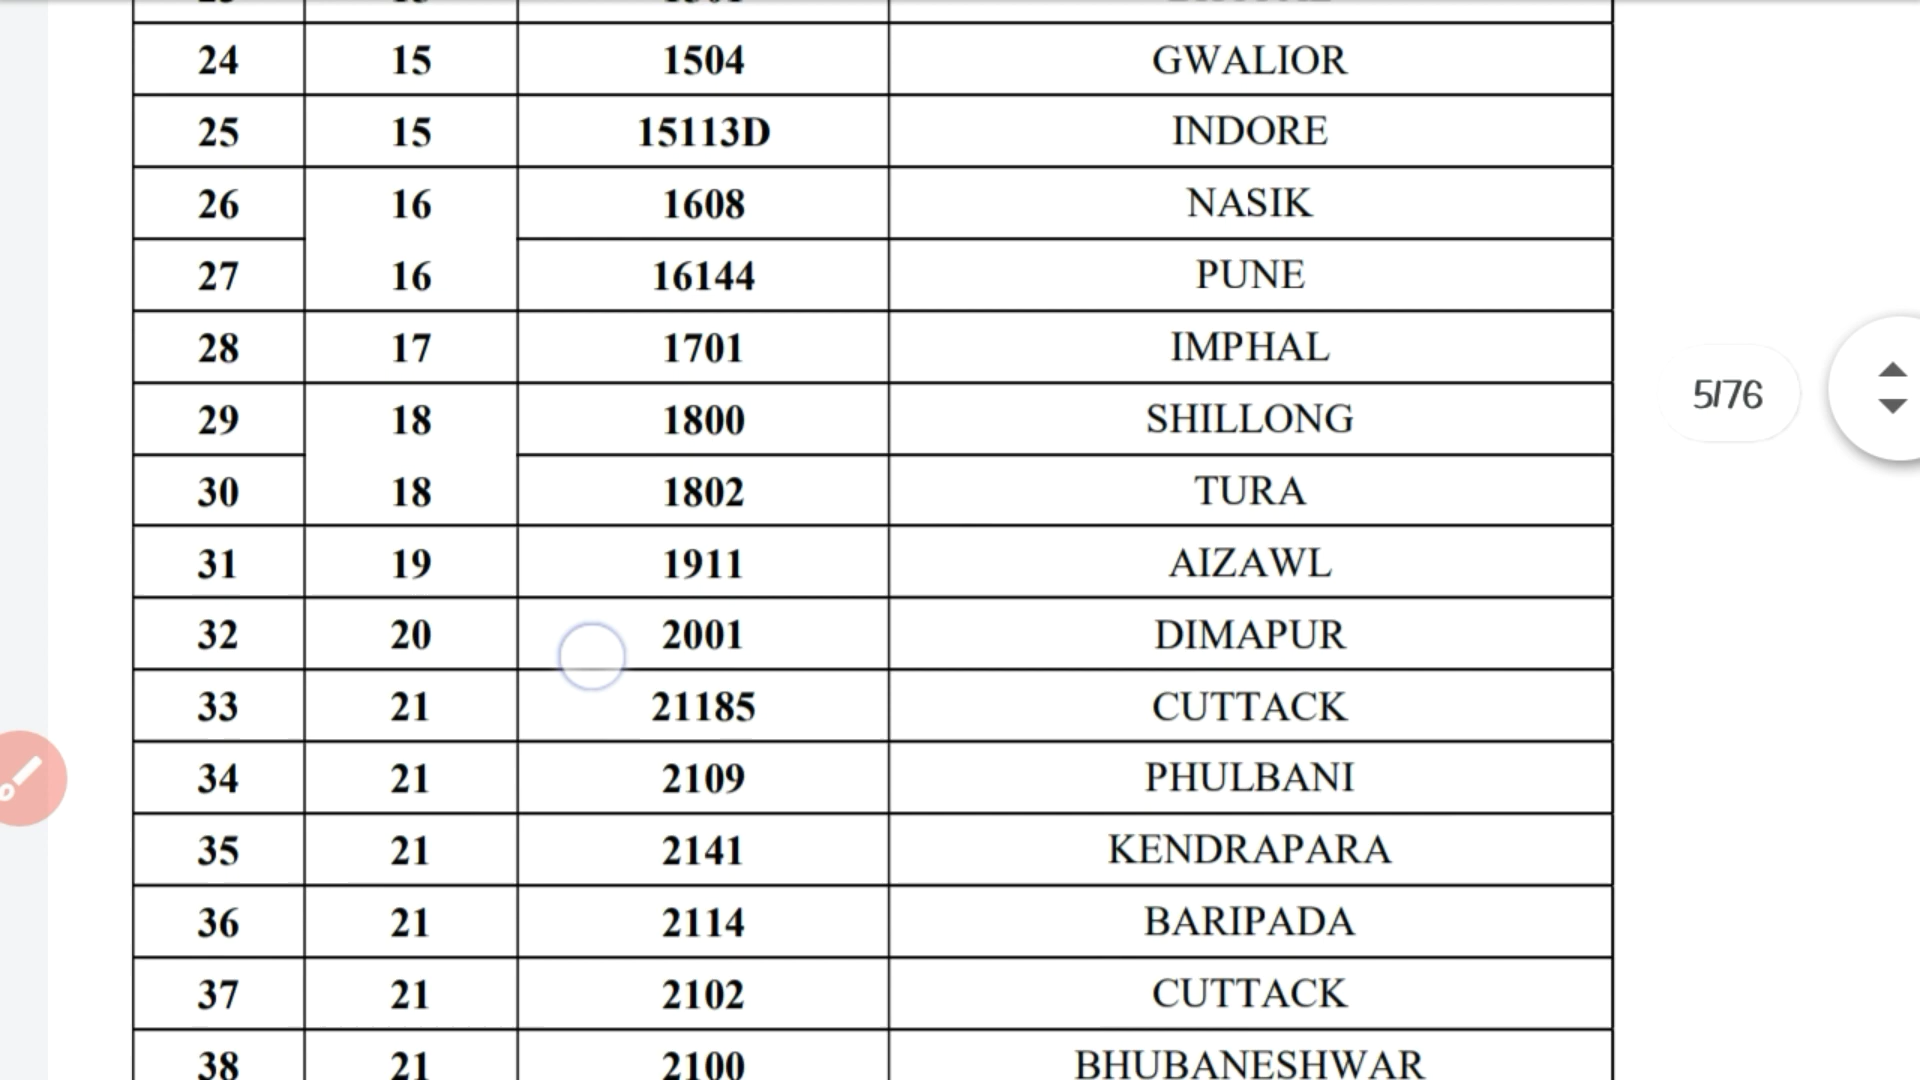 24 15 1504 GWALIOR
25 15 15113D INDORE
26 16 1608 NASIK
27 16 16144 PUNE
28 17 1701 IMPHAL
29 18 1800 SHILLONG
30 18 1802 TURA
31 19 1911 AIZAWL
32 20 2001 DIMAPUR
33 21 21185 CUTTACK
34 21 2109 PHULBANI
35 21 2141 KENDRAPARA
36 21 2114 BARIPADA
37 21 2102 CUTTACK
38 21 2100 BHUBANESHWAR
5/76